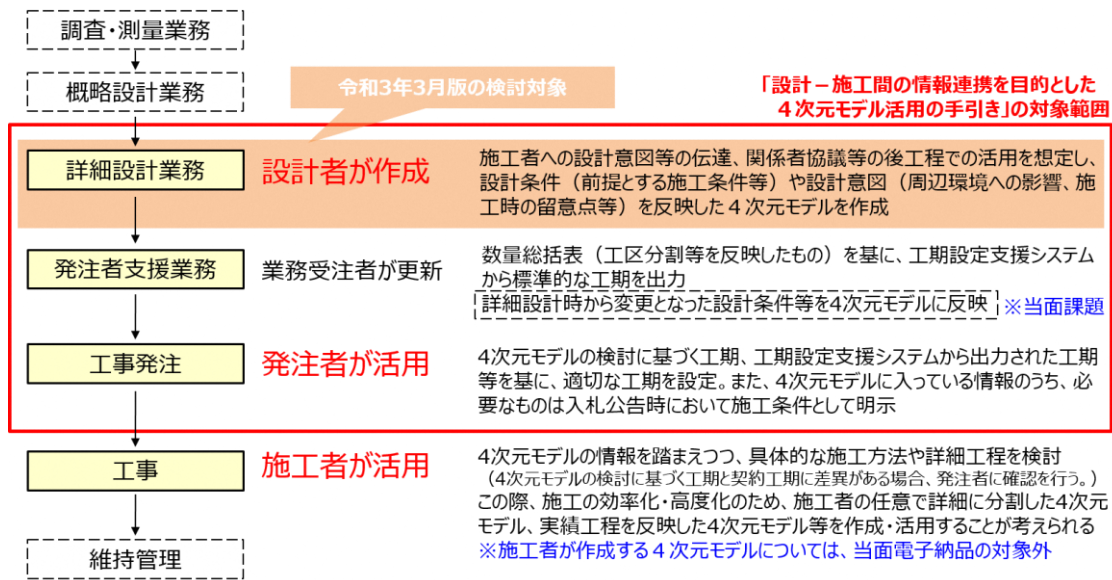 調査・測量業務
概略設計業務
令和3年3月版の検討対象
「設計－施工間の情報連携を目的とした
４次元モデル活用の手引き」の対象範囲
詳細設計業務
設計者が作成
施工者への設計意図等の伝達、関係者協議等の後工程での活用を想定し、
設計条件（前提とする施工条件等）や設計意図（周辺環境への影響、施
工時の留意点等）を反映した４次元モデルを作成
発注者支援業務
業務受注者が更新
数量総括表（工区分割等を反映したもの）を基に、工期設定支援システム
から標準的な工期を出力
詳細設計時から変更となった設計条件等を4次元モデルに反映
※当面課題
工事発注
発注者が活用
4次元モデルの検討に基づく工期、工期設定支援システムから出力された工期
等を基に、適切な工期を設定。また、4次元モデルに入っている情報のうち、必
要なものは入札公告時において施工条件として明示
工事
施工者が活用
4次元モデルの情報を踏まえつつ、具体的な施工方法や詳細工程を検討
（4次元モデルの検討に基づく工期と契約工期に差異がある場合、発注者に確認を行う。）
この際、施工の効率化・高度化のため、施工者の任意で詳細に分割した4次元
モデル、実績工程を反映した4次元モデル等を作成・活用することが考えられる
※施工者が作成する４次元モデルについては、当面電子納品の対象外
維持管理